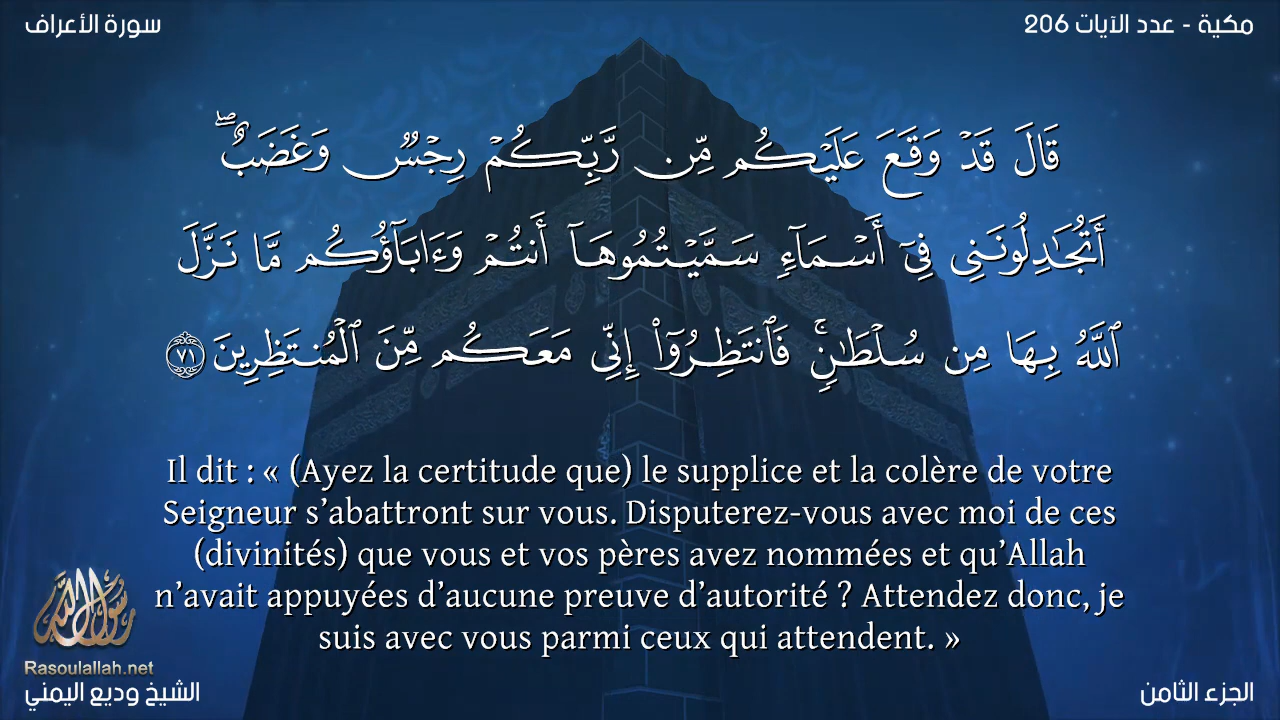 سورة الأعراف
مكية - عدد الآيات 206
قَالَ قَدْ وَقَعَ عَلَيْكُم مِّن رَّبِّكُمْ رِجْسٌ وَغَضَبٌ ۖ
أَتُجَـٰدِلُونَنِى فِىٓ أَسْمَآءٍ سَمَّيْتُمُوهَآ أَنتُمْ وَءَابَآؤُكُم مَّا نَزَّلَ
ٱللَّهُ بِهَا مِن سُلْطَـٰنٍ ۚ فَٱنتَظِرُوٓا۟ إِنِّى مَعَكُم مِّنَ ٱلْمُنتَظِرِينَ ٧١
Il dit : « (Ayez la certitude que) le supplice et la colère de votre
Seigneur s’abattront sur vous. Disputerez-vous avec moi de ces
(divinités) que vous et vos pères avez nommées et qu’Allah
n’avait appuyées d’aucune preuve d’autorité ? Attendez donc, je
suis avec vous parmi ceux qui attendent. »
رسول الله
Rasoulallah.net
الشيخ وديع اليمني
الجزء الثامن